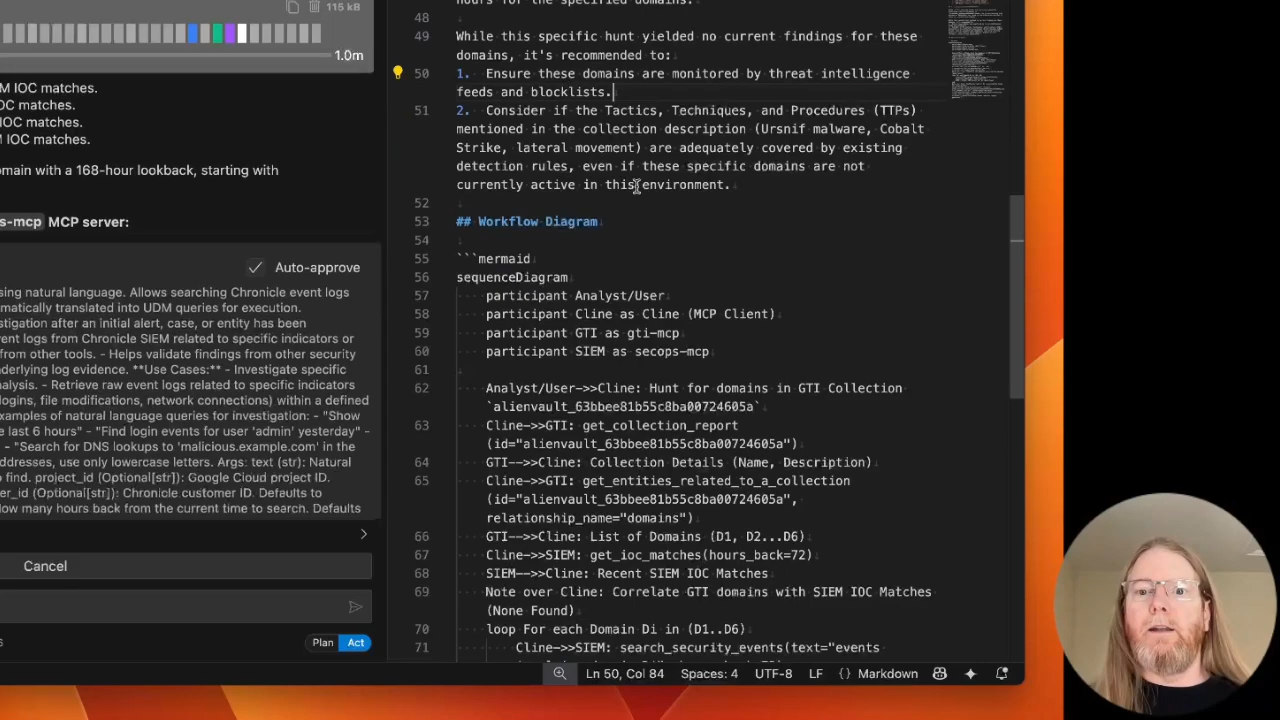 115 kB
1.0m
M IOC matches.
OC matches.
C matches.
M IOC matches.
omain with a 168-hour lookback, starting with
s-mcp MCP server:
Auto-approve
sing natural language. Allows searching Chronicle event logs
matically translated into UDM queries for execution.
stigation after an initial alert, case, or entity has been
vent logs from Chronicle SIEM related to specific indicators or
from other tools. - Helps validate findings from other security
derlying log evidence. **Use Cases:** - Investigate specific
alysis. - Retrieve raw event logs related to specific indicators
logins, file modifications, network connections) within a defined
xamples of natural language queries for investigation: - "Show
e last 6 hours" - "Find login events for user 'admin' yesterday" -
- "Search for DNS lookups to 'malicious.example.com' in the
addresses, use only lowercase letters. Args: text (str): Natural
o find. project_id (Optional[str]): Google Cloud project ID.
er_id (Optional[str]): Chronicle customer ID. Defaults to
ow many hours back from the current time to search. Defaults
Cancel
Plan Act
hours for the specified domains.
48
49 While this specific hunt yielded no current findings for these
domains, it's recommended to:
50 1. Ensure these domains are monitored by threat intelligence
feeds and blocklists.
51 2. Consider if the Tactics, Techniques, and Procedures (TTPs)
mentioned in the collection description (Ursnif malware, Cobalt
Strike, lateral movement) are adequately covered by existing
detection rules, even if these specific domains are not
currently active in this environment.
52
53 ## Workflow Diagram
54
55 ```mermaid
56 sequenceDiagram
57 participant Analyst/User
58 participant Cline as Cline (MCP Client)
59 participant GTI as gti-mcp
60 participant SIEM as secops-mcp
61
62 Analyst/User->>Cline: Hunt for domains in GTI Collection
`alienvault_63bbee81b55c8ba00724605a`
63 Cline->>GTI: get_collection_report
(id="alienvault_63bbee81b55c8ba00724605a")
64 GTI-->>Cline: Collection Details (Name, Description)
65 Cline->>GTI: get_entities_related_to_a_collection
(id="alienvault_63bbee81b55c8ba00724605a",
relationship_name="domains")
66 GTI-->>Cline: List of Domains (D1, D2...D6)
67 Cline->>SIEM: get_ioc_matches(hours_back=72)
68 SIEM-->>Cline: Recent SIEM IOC Matches
69 Note over Cline: Correlate GTI domains with SIEM IOC Matches
(None Found)
70 loop For each Domain Di in (D1..D6)
71 Cline->>SIEM: search_security_events(text="events
Ln 50, Col 84 Spaces: 4 UTF-8 LF {} Markdown